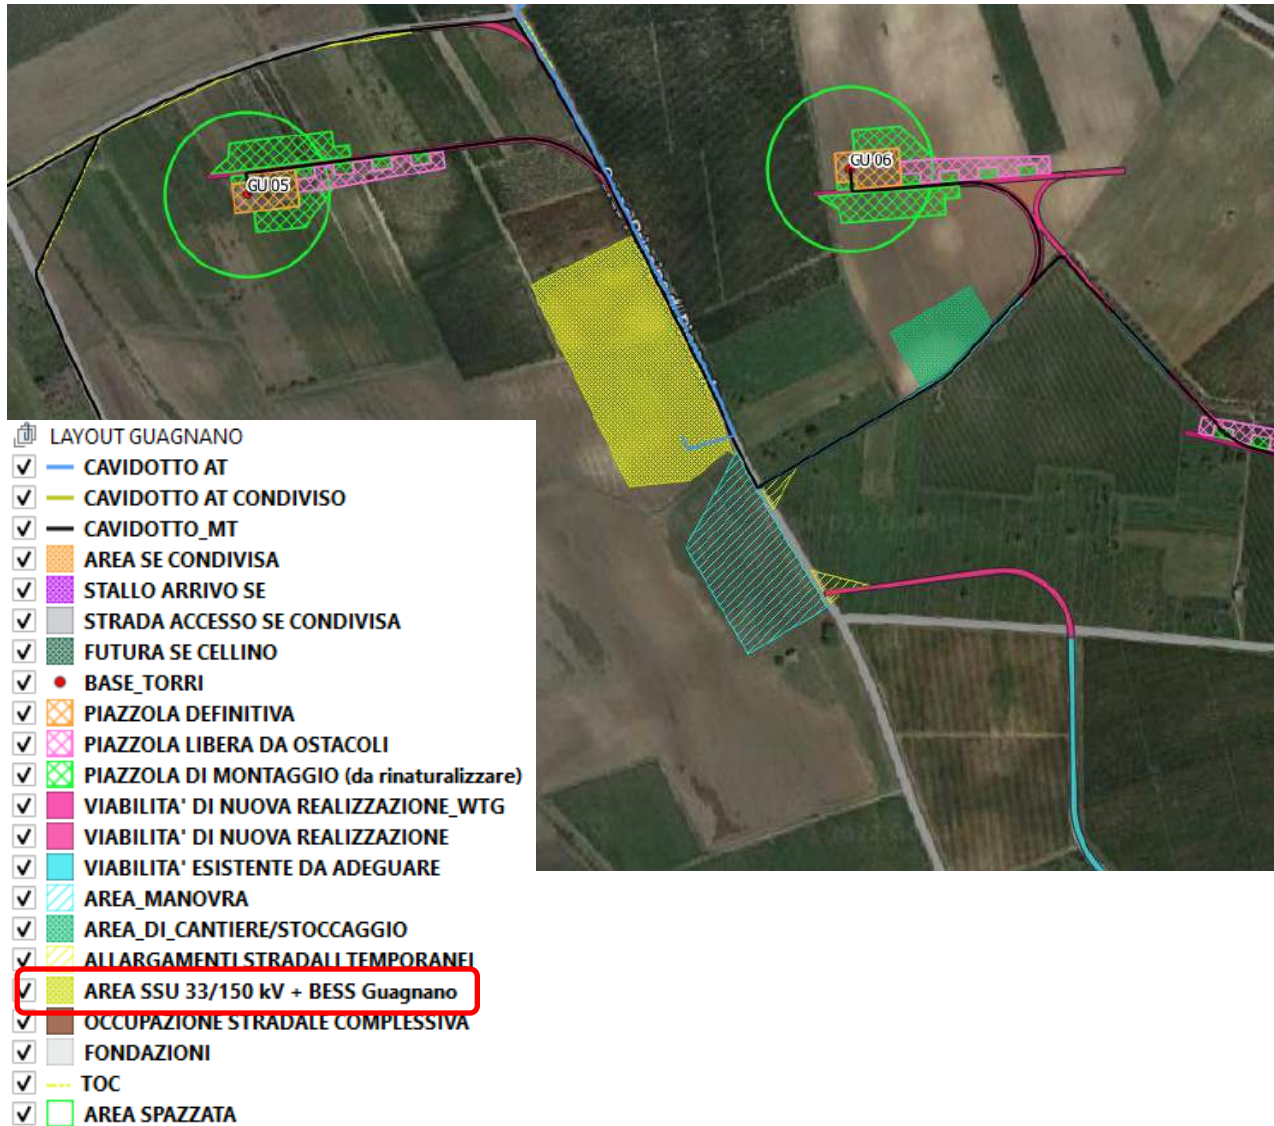 GU 05
GU 06
LAYOUT GUAGNANO
CAVIDOTTO AT
CAVIDOTTO AT CONDIVISO
CAVIDOTTO_MT
AREA SE CONDIVISA
STALLO ARRIVO SE
STRADA ACCESSO SE CONDIVISA
FUTURA SE CELLINO
BASE_TORRI
PIAZZOLA DEFINITIVA
PIAZZOLA LIBERA DA OSTACOLI
PIAZZOLA DI MONTAGGIO (da rinaturalizzare)
VIABILITA' DI NUOVA REALIZZAZIONE_WTG
VIABILITA' DI NUOVA REALIZZAZIONE
VIABILITA' ESISTENTE DA ADEGUARE
AREA_MANOVRA
AREA_DI_CANTIERE/STOCCAGGIO
ALLARGAMENTI STRADALI TEMPORANEI
AREA SSU 33/150 kV + BESS Guagnano
OCCUPAZIONE STRADALE COMPLESSIVA
FONDAZIONI
TOC
AREA SPAZZATA